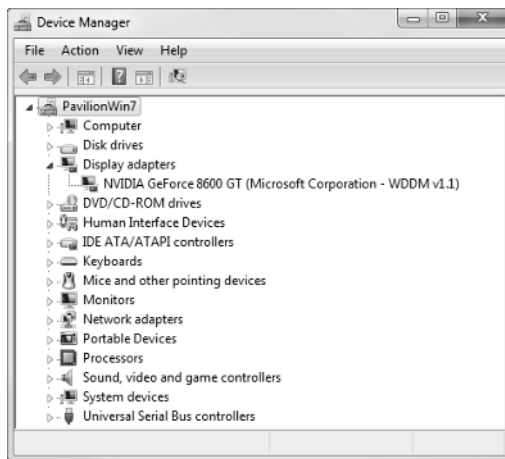 Device Manager
File Action View Help
PavilionWin7
Computer
Disk drives
Display adapters
NVIDIA GeForce 8600 GT (Microsoft Corporation - WDDM v1.1)
DVD/CD-ROM drives
Human Interface Devices
IDE ATA/ATAPI controllers
Keyboards
Mice and other pointing devices
Monitors
Network adapters
Portable Devices
Processors
Sound, video and game controllers
System devices
Universal Serial Bus controllers